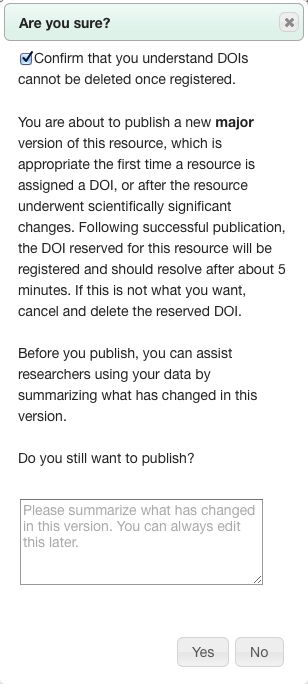 Are you sure?
Confirm that you understand DOIs
cannot be deleted once registered.
You are about to publish a new major
version of this resource, which is
appropriate the first time a resource is
assigned a DOI, or after the resource
underwent scientifically significant
changes. Following successful publication,
the DOI reserved for this resource will be
registered and should resolve after about 5
minutes. If this is not what you want,
cancel and delete the reserved DOI.
Before you publish, you can assist
researchers using your data by
summarizing what has changed in this
version.
Do you still want to publish?
Please summarize what has changed
in this version. You can always edit
this later.
Yes No